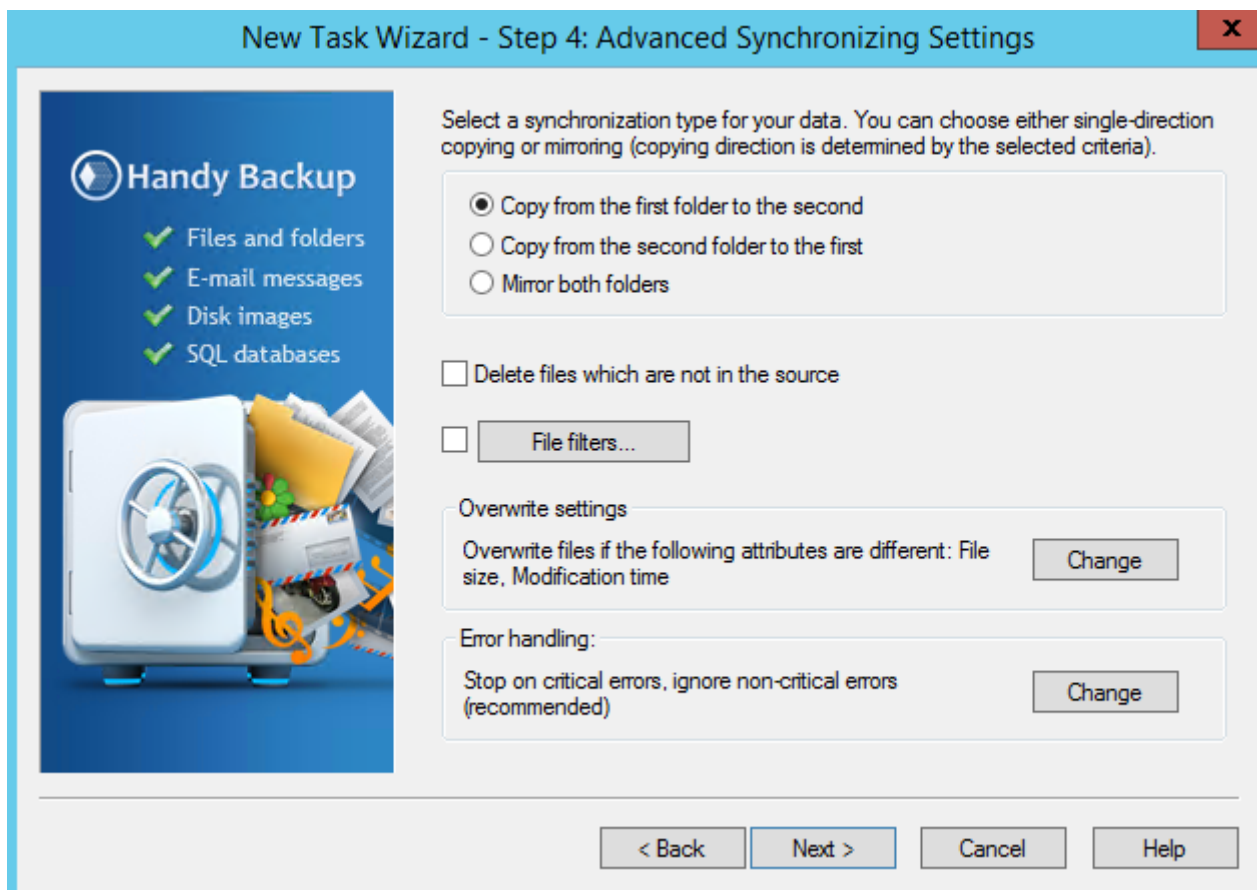 New Task Wizard - Step 4: Advanced Synchronizing Settings
x
Handy Backup
Files and folders
E-mail messages
Disk images
SQL databases
Select a synchronization type for your data. You can choose either single-direction
copying or mirroring (copying direction is determined by the selected criteria).
Copy from the first folder to the second
Copy from the second folder to the first
Mirror both folders
Delete files which are not in the source
File filters...
Overwrite settings
Overwrite files if the following attributes are different: File
size, Modification time
Change
Error handling:
Stop on critical errors, ignore non-critical errors
(recommended)
Change
< Back
Next >
Cancel
Help